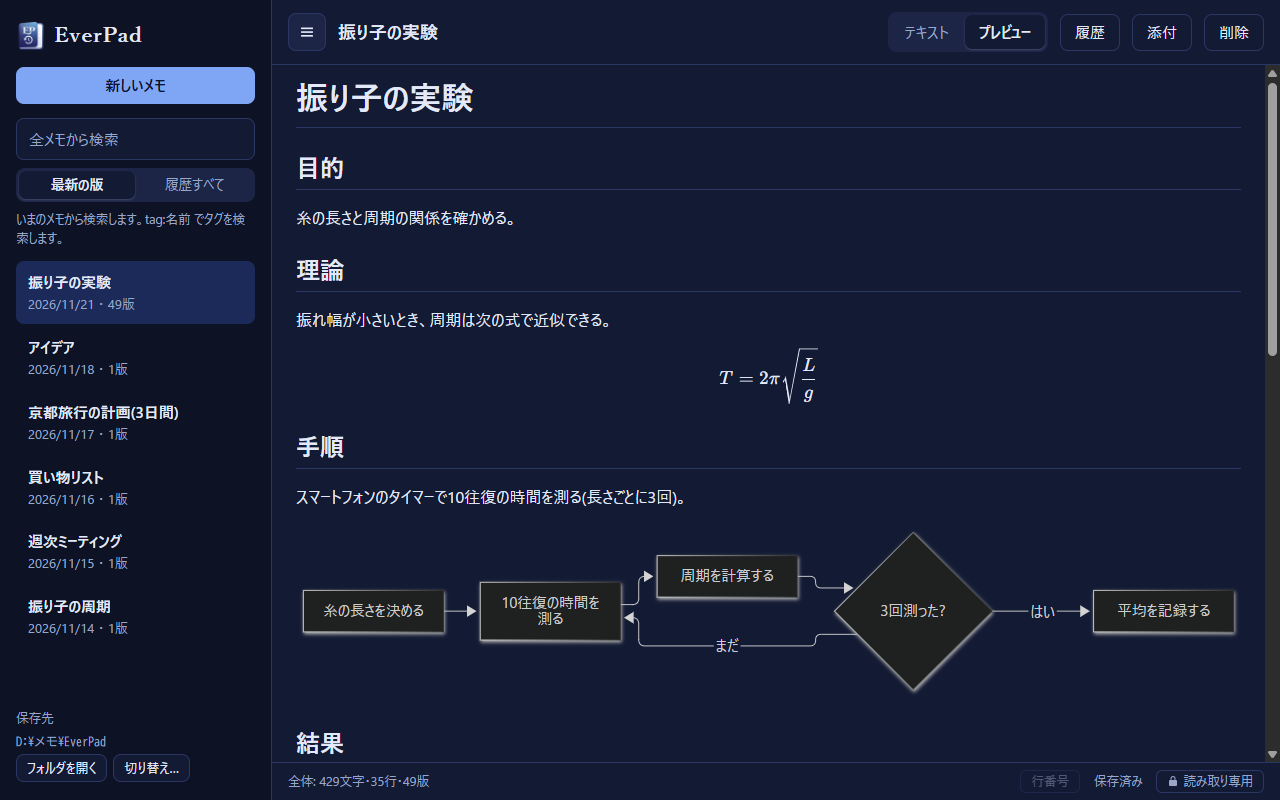 EverPad
新しいメモ
全メモから検索
最新の版 履歴すべて
いまのメモから検索します。tag:名前 でタグを検
索します。
振り子の実験
2026/11/21・49版
アイデア
2026/11/18・1版
京都旅行の計画(3日間)
2026/11/17・1版
買い物リスト
2026/11/16・1版
週次ミーティング
2026/11/15・1版
振り子の周期
2026/11/14・1版
保存先
D:¥メモ¥EverPad
フォルダを開く 切り替え...
振り子の実験
テキスト プレビュー 履歴 添付 削除
振り子の実験
目的
糸の長さと周期の関係を確かめる。
理論
振れ幅が小さいとき、周期は次の式で近似できる。
T = 2π√(L/g)
手順
スマートフォンのタイマーで10往復の時間を測る(長さごとに3回)。
糸の長さを決める
10往復の時間を
測る
周期を計算する
まだ
3回測った?
はい
平均を記録する
結果
全体: 429文字・35行・49版
行番号 保存済み 読み取り専用